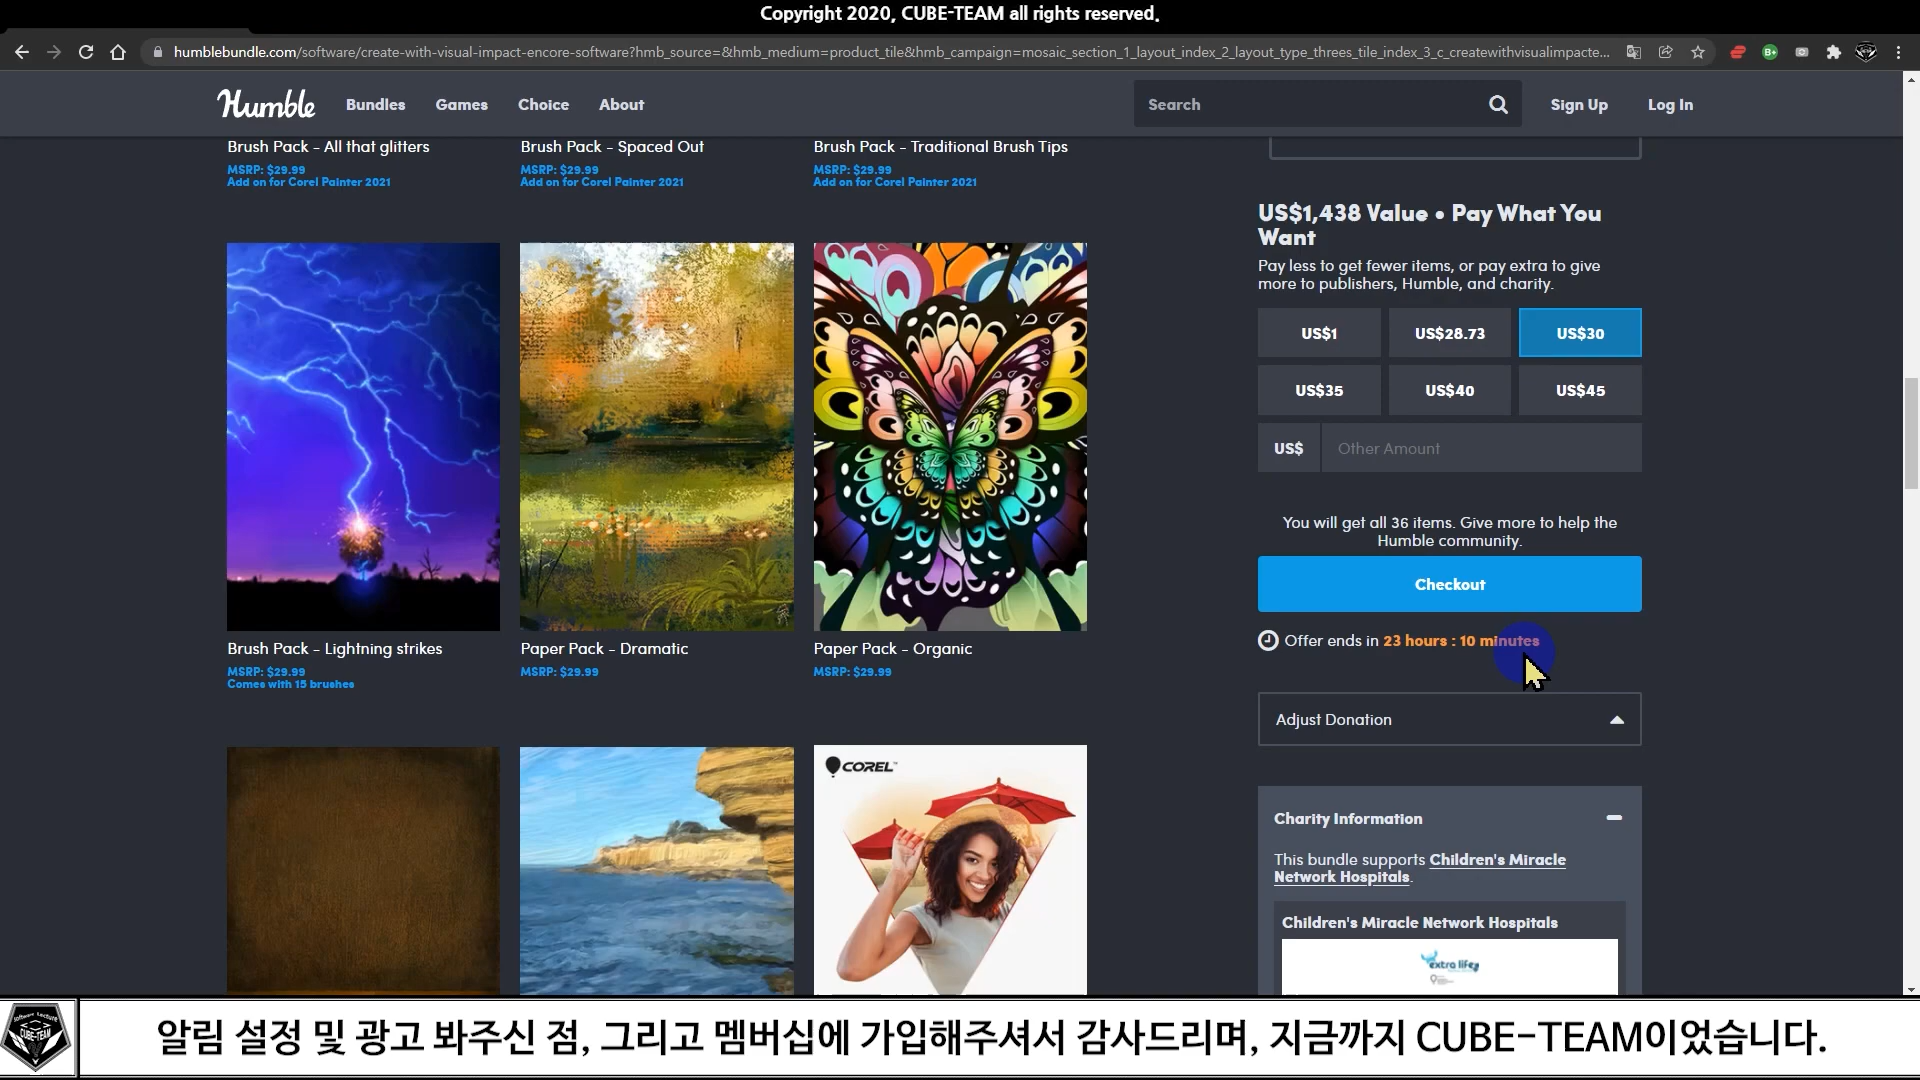 Copyright 2020, CUBE-TEAM all rights reserved.
humblebundle.com/software/create-with-visual-impact-encore-software?hmb_source=&hmb_medium=product_tile&hmb_campaign=mosaic_section_1_layout_index_2_layout_type_threes_tile_index_3_c_createwithvisualimpacte...
Humble
Bundles
Games
Choice
About
Search
Sign Up
Log In
Brush Pack - All that glitters
MSRP: $29.99
Add on for Corel Painter 2021
Brush Pack - Spaced Out
MSRP: $29.99
Add on for Corel Painter 2021
Brush Pack - Traditional Brush Tips
MSRP: $29.99
Add on for Corel Painter 2021
Brush Pack - Lightning strikes
MSRP: $29.99
Comes with 15 brushes
Paper Pack - Dramatic
MSRP: $29.99
Paper Pack - Organic
MSRP: $29.99
COREL™
US$1,438 Value • Pay What You
Want
Pay less to get fewer items, or pay extra to give
more to publishers, Humble, and charity.
US$1
US$28.73
US$30
US$35
US$40
US$45
US$
Other Amount
You will get all 36 items. Give more to help the
Humble community.
Checkout
Offer ends in 23 hours : 10 minutes
Adjust Donation
Charity Information
This bundle supports Children's Miracle
Network Hospitals.
Children's Miracle Network Hospitals
extra life
Software Lecture
CUBE-TEAM
알림 설정 및 광고 봐주신 점, 그리고 멤버십에 가입해주셔서 감사드리며, 지금까지 CUBE-TEAM이었습니다.